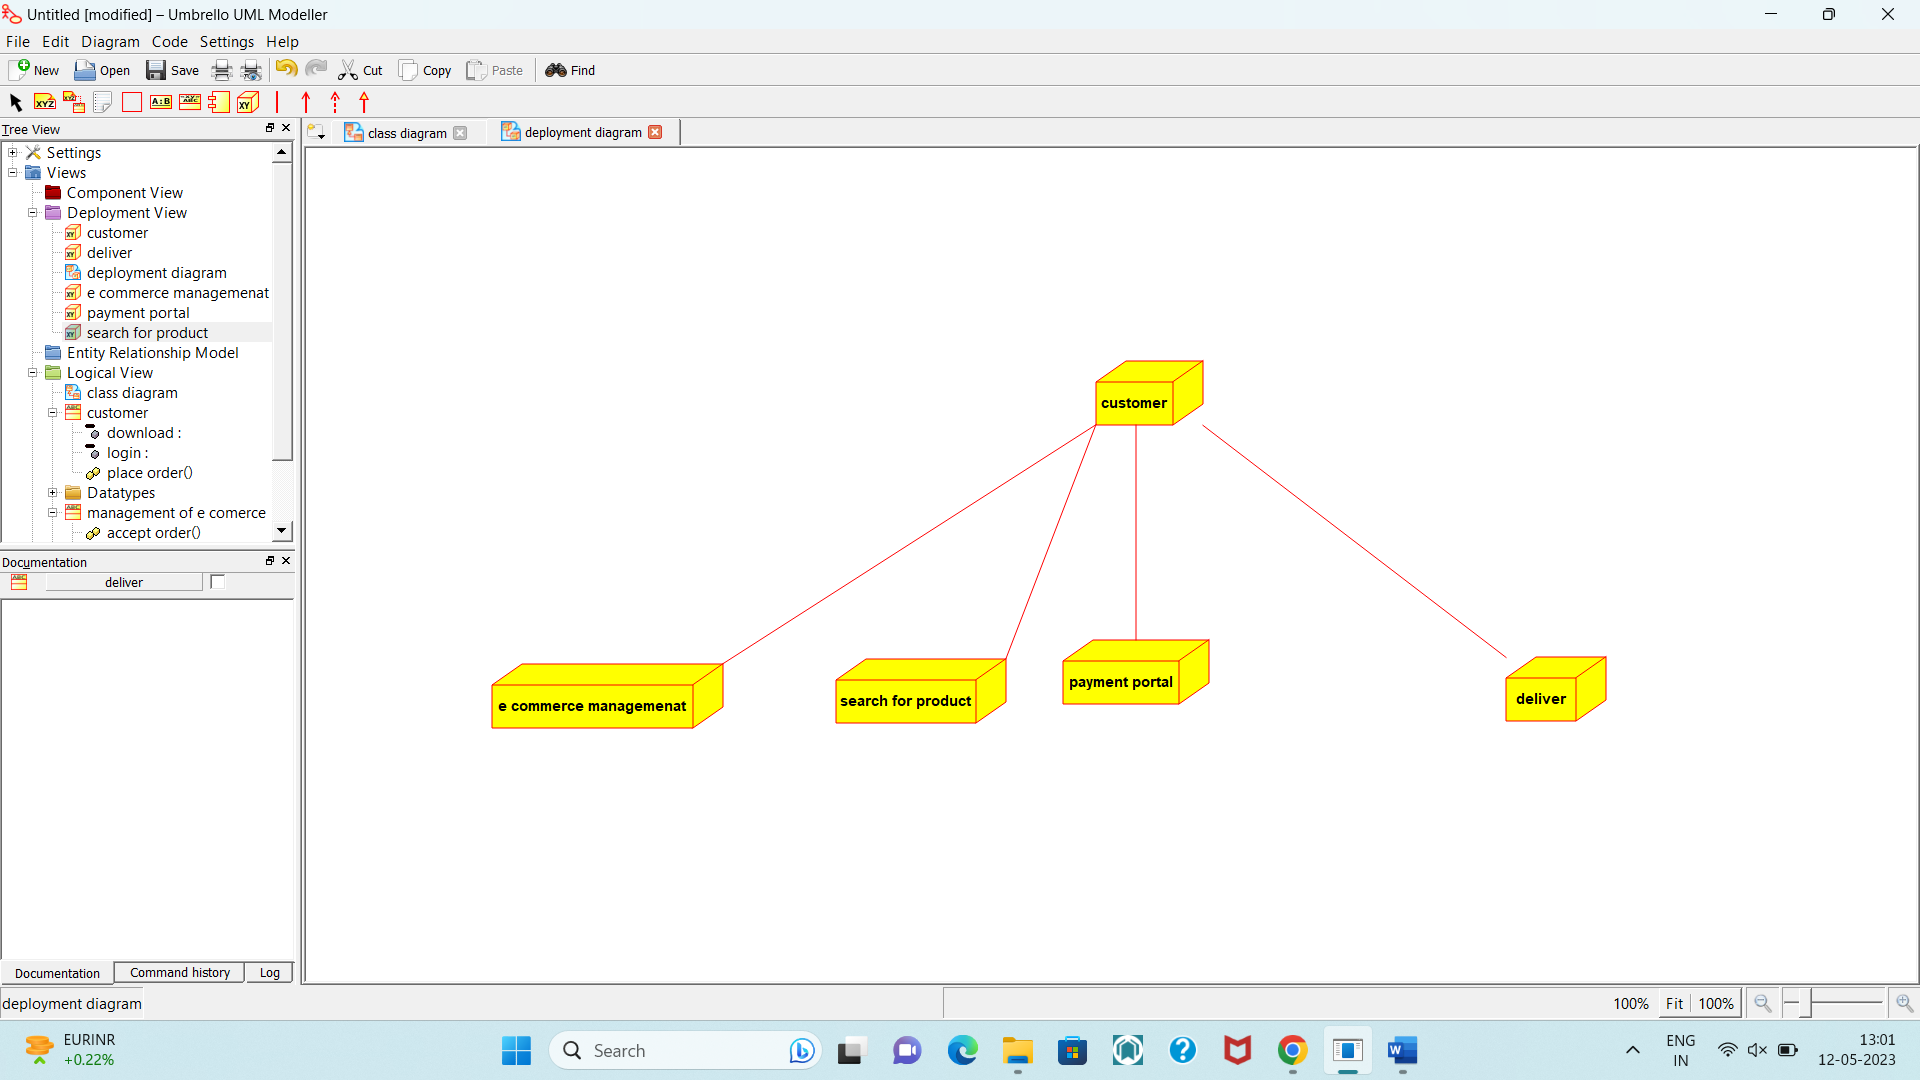 Untitled [modified] – Umbrello UML Modeller
File Edit Diagram Code Settings Help
New Open Save Cut Copy Paste Find
XYZ XYZ A:B ABC XY
Tree View
class diagram deployment diagram
Settings
Views
Component View
Deployment View
customer
deliver
deployment diagram
e commerce managemenat
payment portal
search for product
Entity Relationship Model
Logical View
class diagram
customer
download :
login :
place order()
Datatypes
management of e comerce
accept order()
customer
e commerce managemenat
search for product
payment portal
deliver
Documentation
deliver
Documentation Command history Log
deployment diagram
100% Fit 100%
EURINR
+0.22%
Search
ENG
IN
13:01
12-05-2023